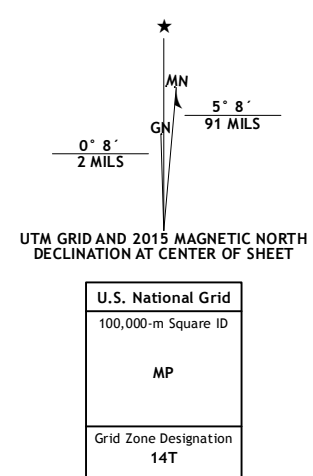 MN
GN
5° 8´
91 MILS
0° 8´
2 MILS
UTM GRID AND 2015 MAGNETIC NORTH
DECLINATION AT CENTER OF SHEET
U.S. National Grid
100,000-m Square ID
MP
Grid Zone Designation
14T